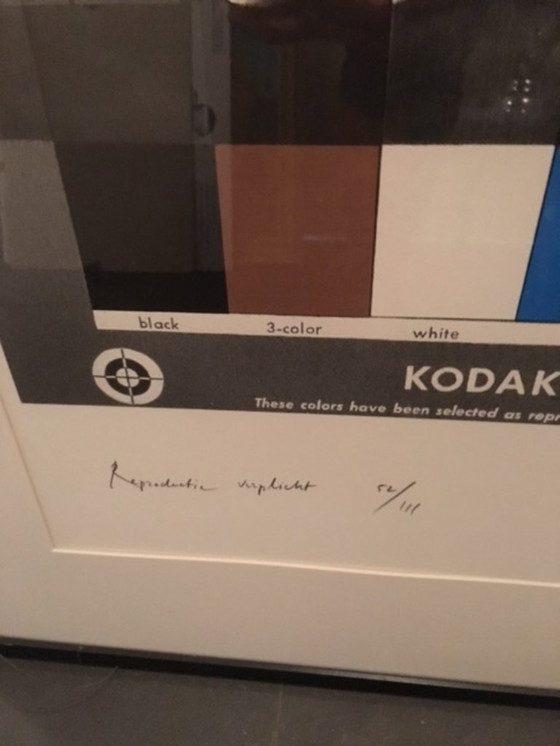 black 3-color white
KODAK
These colors have been selected as repr
Reproductie verplicht 52/111